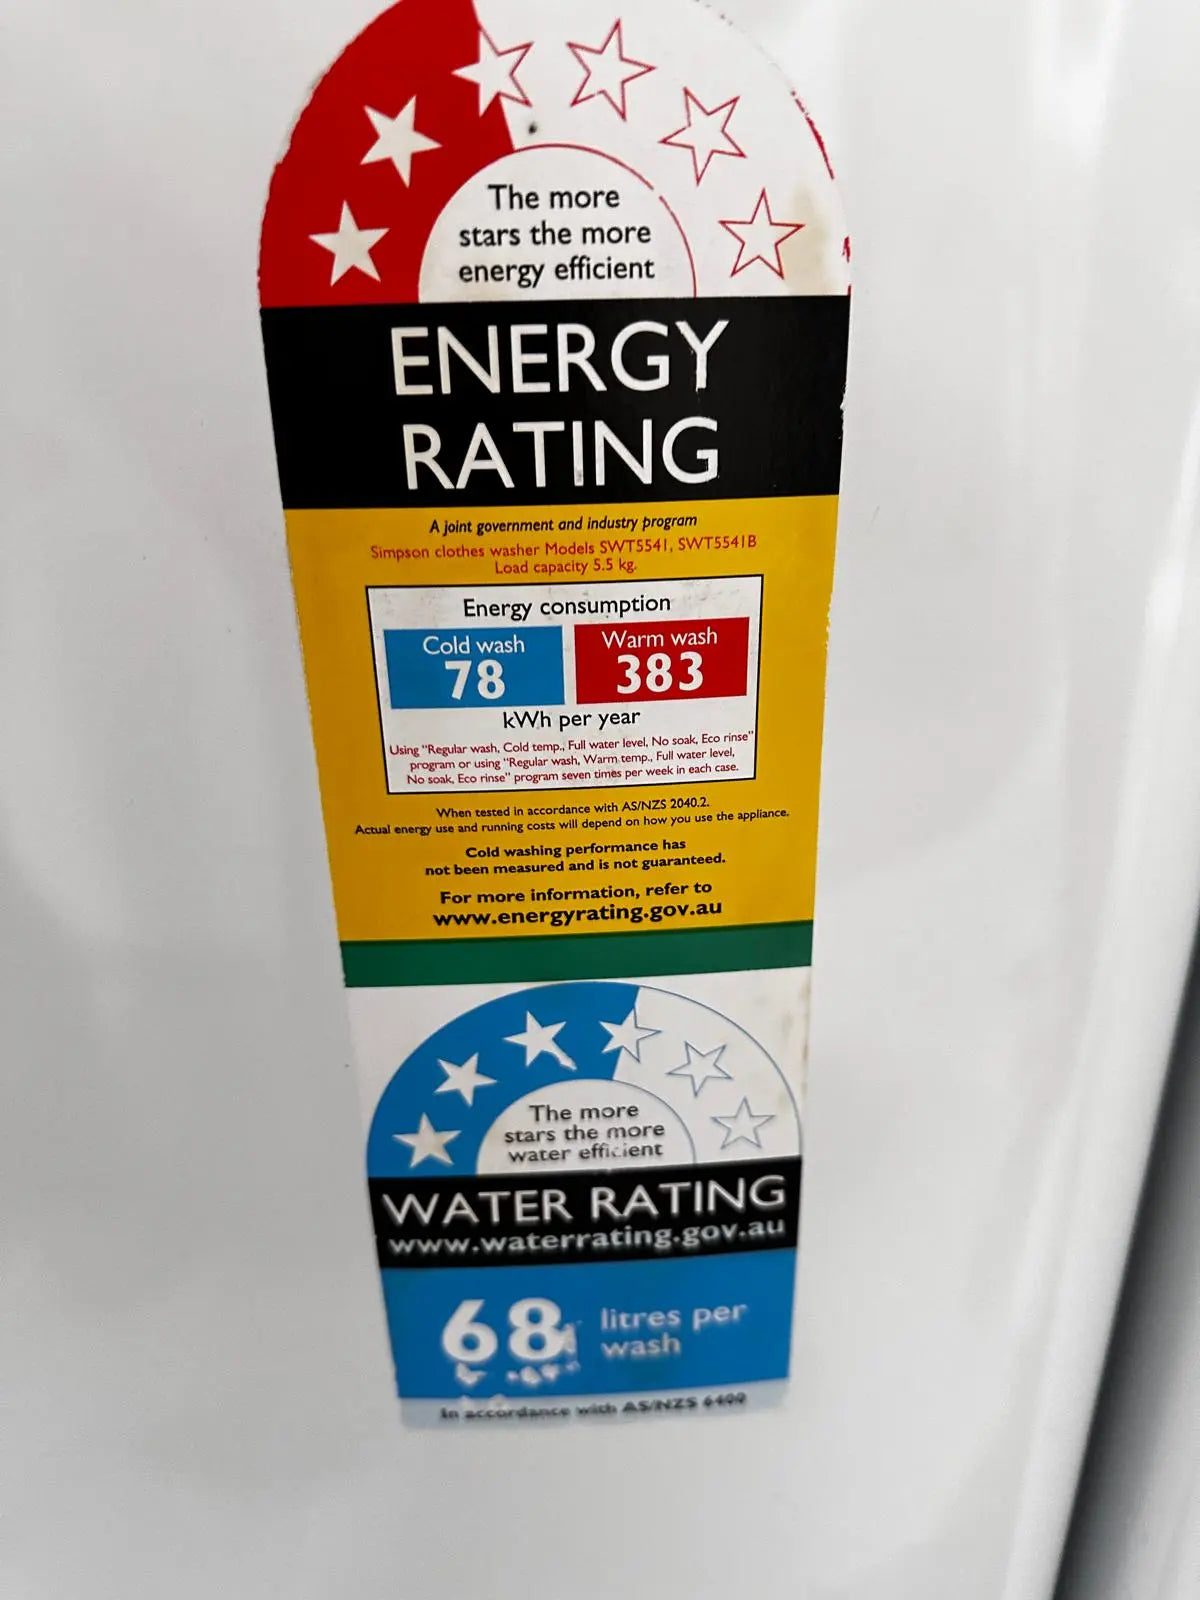 The more
stars the more
energy efficient
ENERGY
RATING
A joint government and industry program
Simpson clothes washer Models SWT5541, SWT5541B
Load capacity 5.5 kg.
Energy consumption
Cold wash
78
Warm wash
383
kWh per year
Using "Regular wash, Cold temp., Full water level, No soak, Eco rinse"
program or using "Regular wash, Warm temp., Full water level,
No soak, Eco rinse" program seven times per week in each case.
When tested in accordance with AS/NZS 2040.2.
Actual energy use and running costs will depend on how you use the appliance.
Cold washing performance has
not been measured and is not guaranteed.
For more information, refer to
www.energyrating.gov.au
The more
stars the more
water efficient
WATER RATING
www.waterrating.gov.au
68 litres per
wash
In accordance with AS/NZS 6400